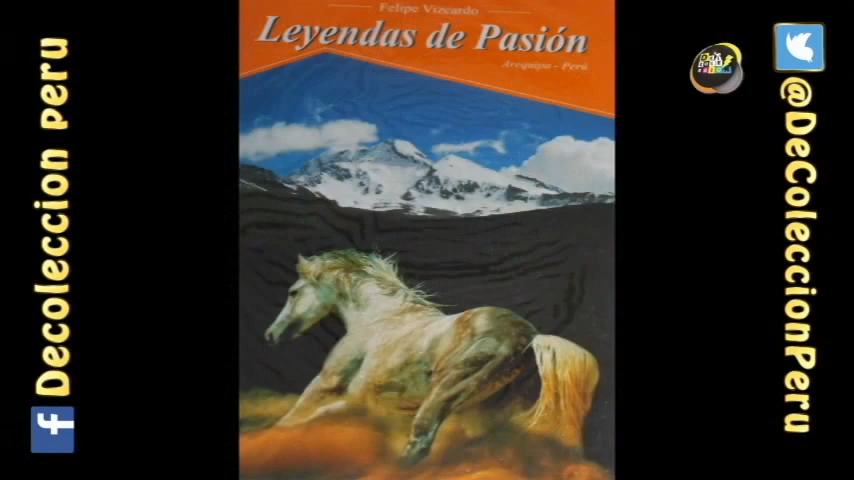 Felipe Vizcardo
Leyendas de Pasión
Arequipa - Perú
Decoleccion peru
@DeColeccionPeru